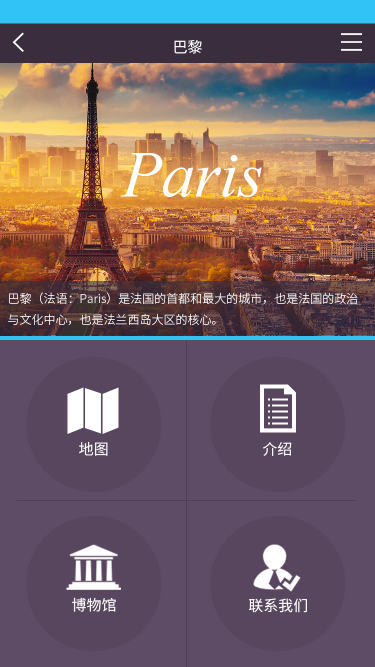 巴黎
Paris
巴黎（法语：Paris）是法国的首都和最大的城市，也是法国的政治
与文化中心，也是法兰西岛大区的核心。
地图
介绍
博物馆
联系我们